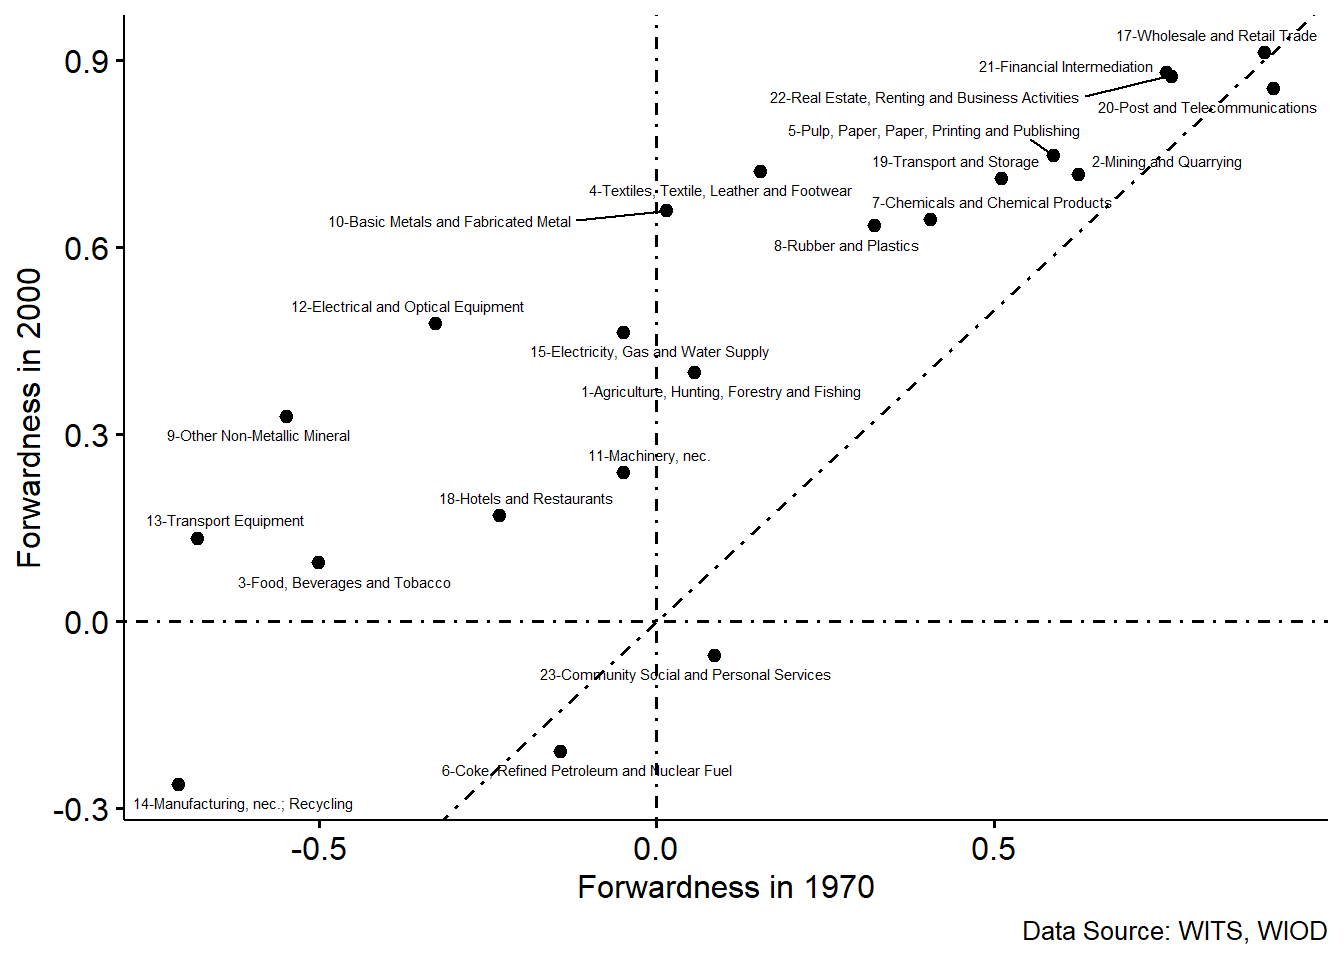 17-Wholesale and Retail Trade
0.9
21-Financial Intermediation
22-Real Estate, Renting and Business Activities
20-Post and Telecommunications
5-Pulp, Paper, Paper, Printing and Publishing
19-Transport and Storage
2-Mining and Quarrying
4-Textiles, Textile, Leather and Footwear
7-Chemicals and Chemical Products
10-Basic Metals and Fabricated Metal
0.6
8-Rubber and Plastics
12-Electrical and Optical Equipment
15-Electricity, Gas and Water Supply
1-Agriculture, Hunting, Forestry and Fishing
Forwardness in 2000
0.3
9-Other Non-Metallic Mineral
11-Machinery, nec.
18-Hotels and Restaurants
13-Transport Equipment
3-Food, Beverages and Tobacco
0.0
23-Community Social and Personal Services
6-Coke, Refined Petroleum and Nuclear Fuel
14-Manufacturing, nec.; Recycling
-0.3
-0.5
0.0
0.5
Forwardness in 1970
Data Source: WITS, WIOD